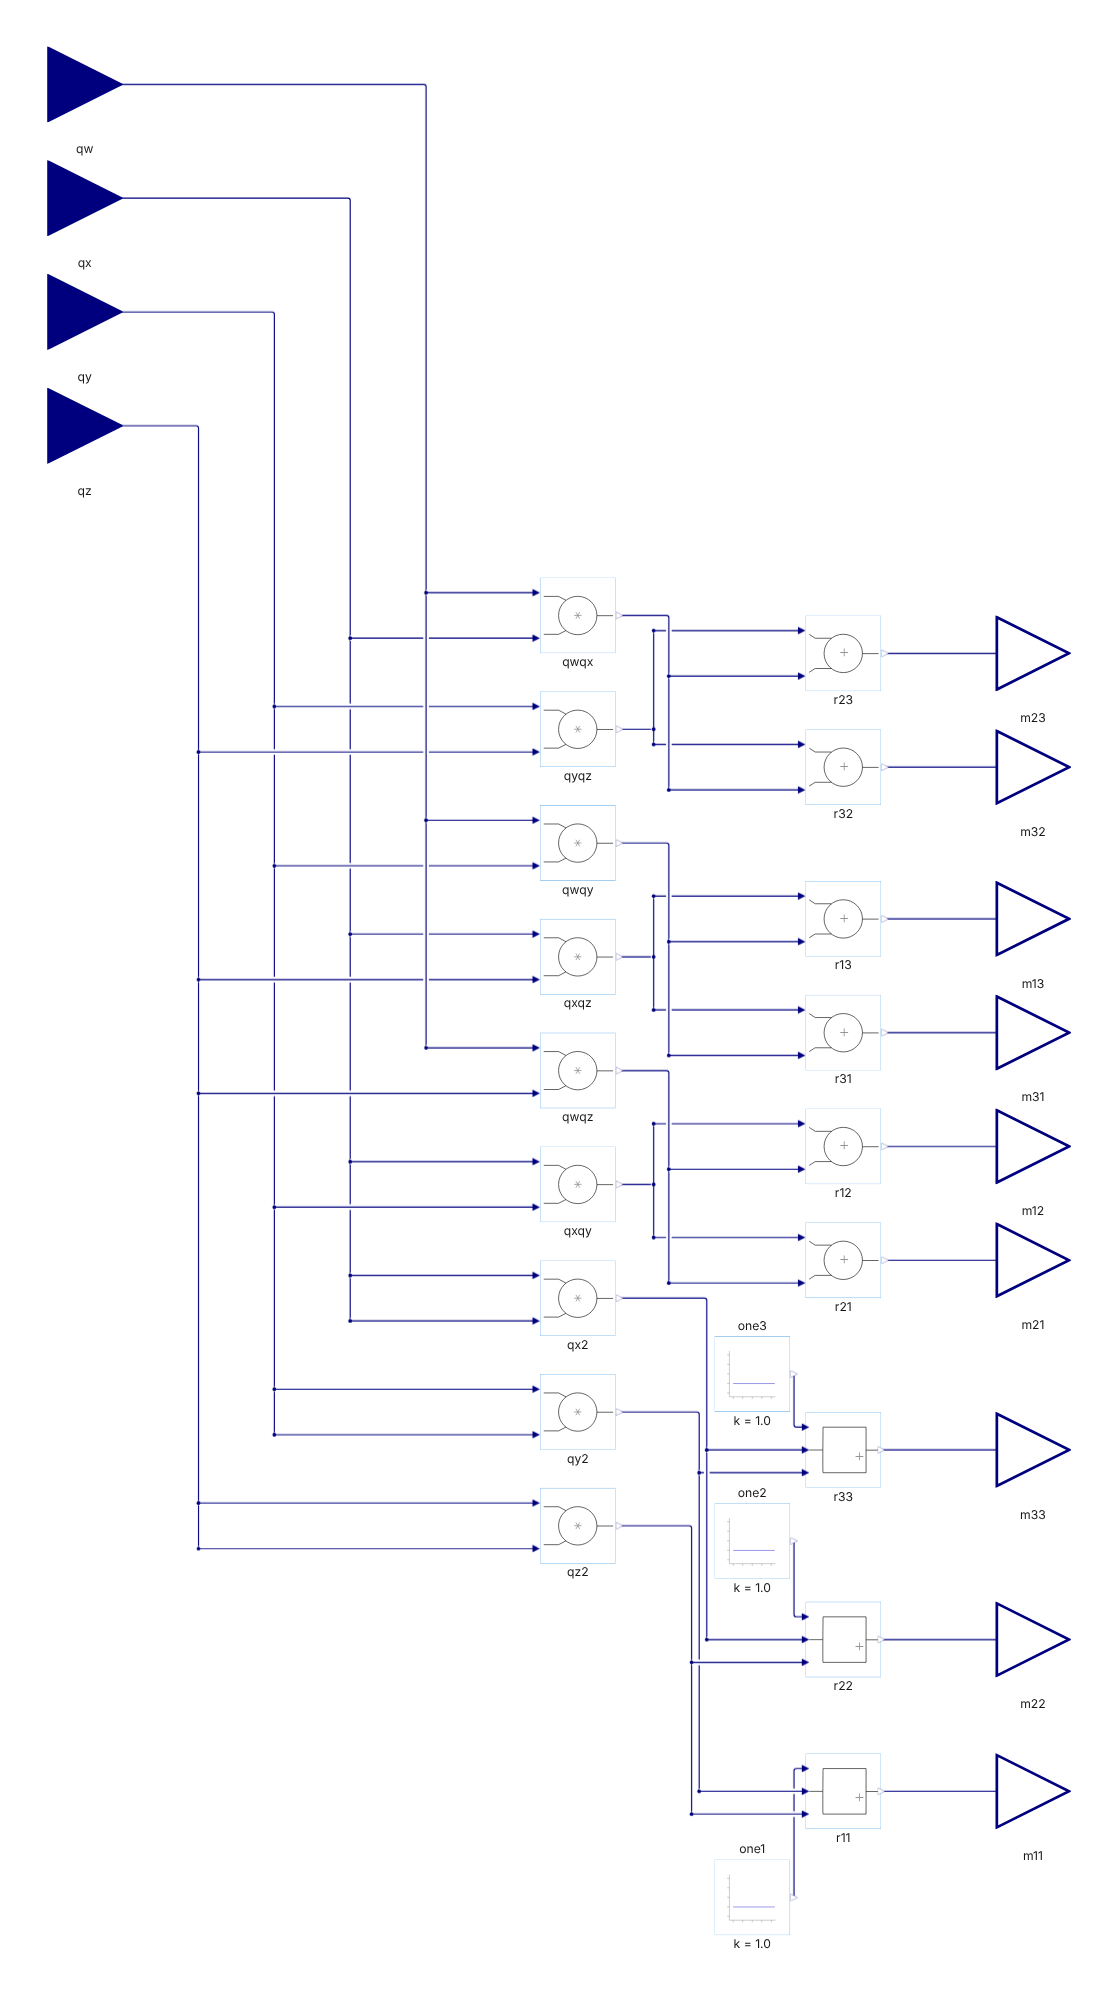 qw
qx
qy
qz
*
qwqx
+
r23
m23
*
qyqz
+
r32
m32
*
qwqy
+
r13
m13
*
qxqz
+
r31
m31
*
qwqz
+
r12
m12
*
qxqy
+
r21
m21
*
qx2
one3
k = 1.0
*
qy2
+
r33
m33
one2
k = 1.0
*
qz2
+
r22
m22
+
r11
m11
one1
k = 1.0